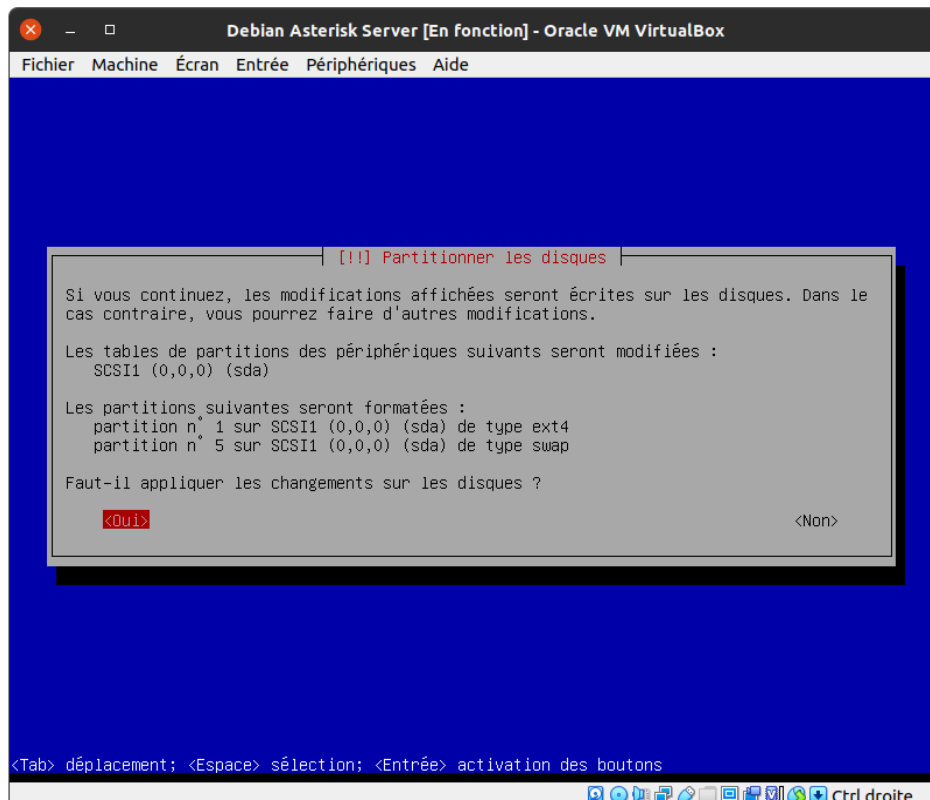 Debian Asterisk Server [En fonction] - Oracle VM VirtualBox
Fichier Machine Écran Entrée Périphériques Aide
[!!] Partitionner les disques
Si vous continuez, les modifications affichées seront écrites sur les disques. Dans le
cas contraire, vous pourrez faire d'autres modifications.
Les tables de partitions des périphériques suivants seront modifiées :
SCSI1 (0,0,0) (sda)
Les partitions suivantes seront formatées :
partition n° 1 sur SCSI1 (0,0,0) (sda) de type ext4
partition n° 5 sur SCSI1 (0,0,0) (sda) de type swap
Faut-il appliquer les changements sur les disques ?
<Oui> <Non>
<Tab> déplacement; <Espace> sélection; <Entrée> activation des boutons
Ctrl droite